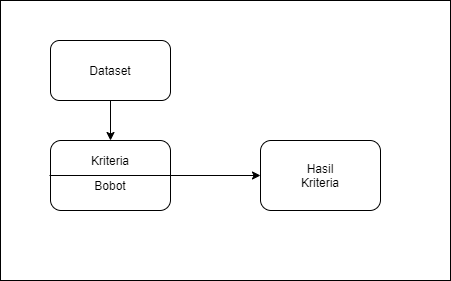 Dataset
Kriteria
Bobot
Hasil
Kriteria